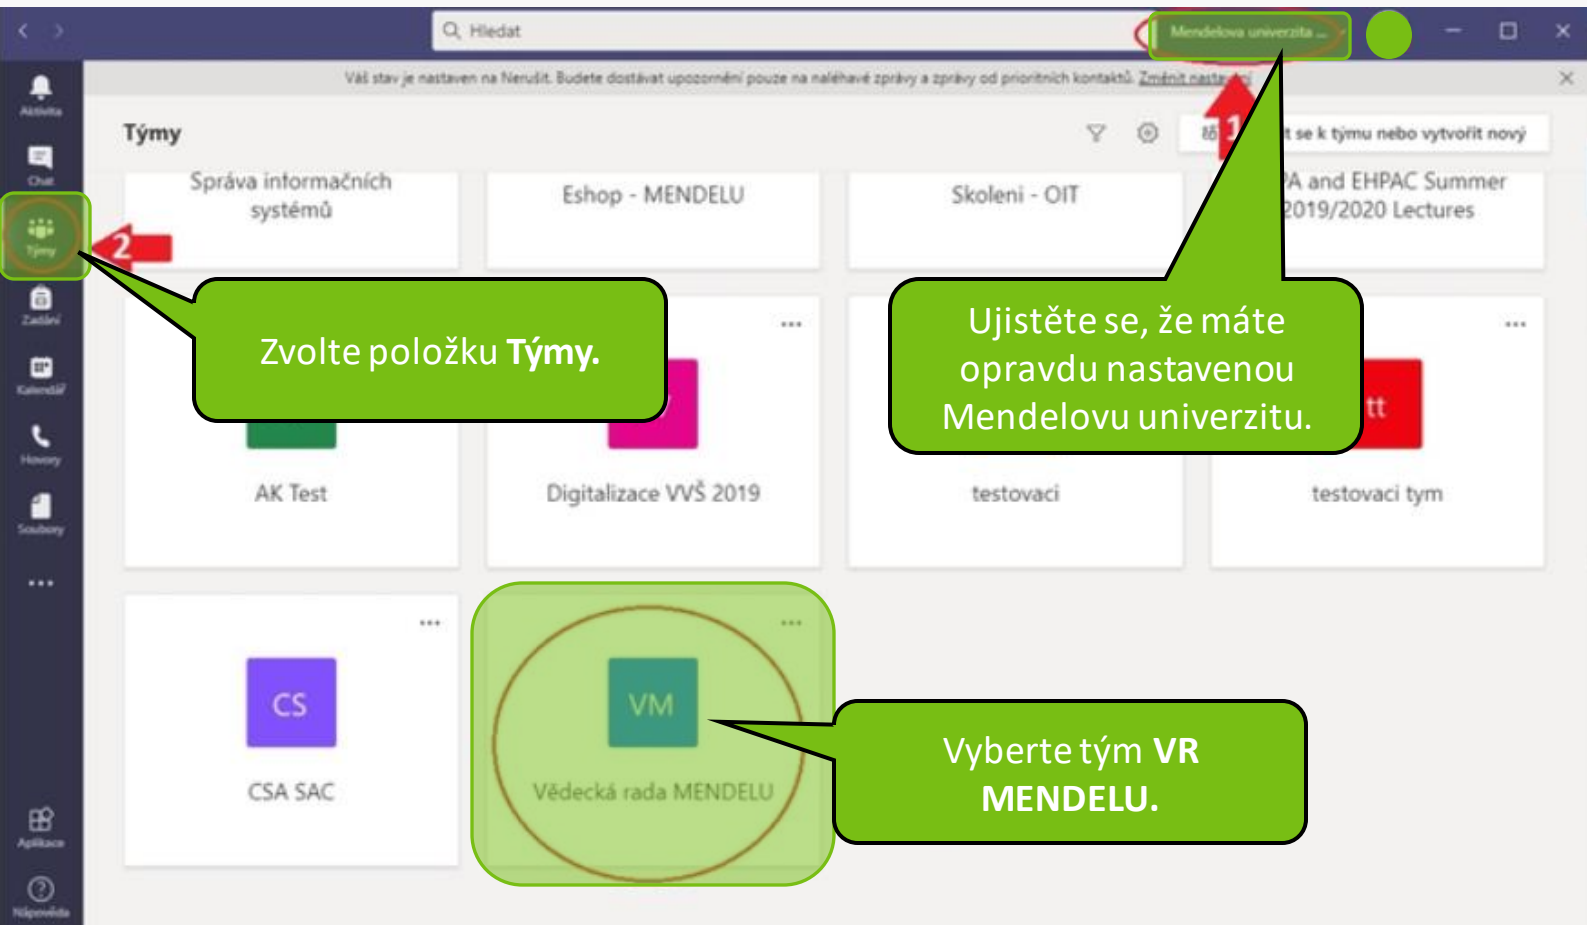 Hledat
Mendelova univerzita ...
Váš stav je nastaven na Nerušit. Budete dostávat upozornění pouze na naléhavé zprávy a zprávy od prioritních kontaktů. Změnit nastavení
Aktivita
Chat
Týmy
Zadání
Kalendář
Hovory
Soubory
Aplikace
Nápověda
Týmy
1
t se k týmu nebo vytvořit nový
Správa informačních
systémů
Eshop - MENDELU
Skoleni - OIT
PA and EHPAC Summer
2019/2020 Lectures
2
Zvolte položku Týmy.
Ujistěte se, že máte
opravdu nastavenou
Mendelovu univerzitu.
tt
AK Test
Digitalizace VVŠ 2019
testovaci
testovaci tym
CS
CSA SAC
VM
Vědecká rada MENDELU
Vyberte tým VR
MENDELU.